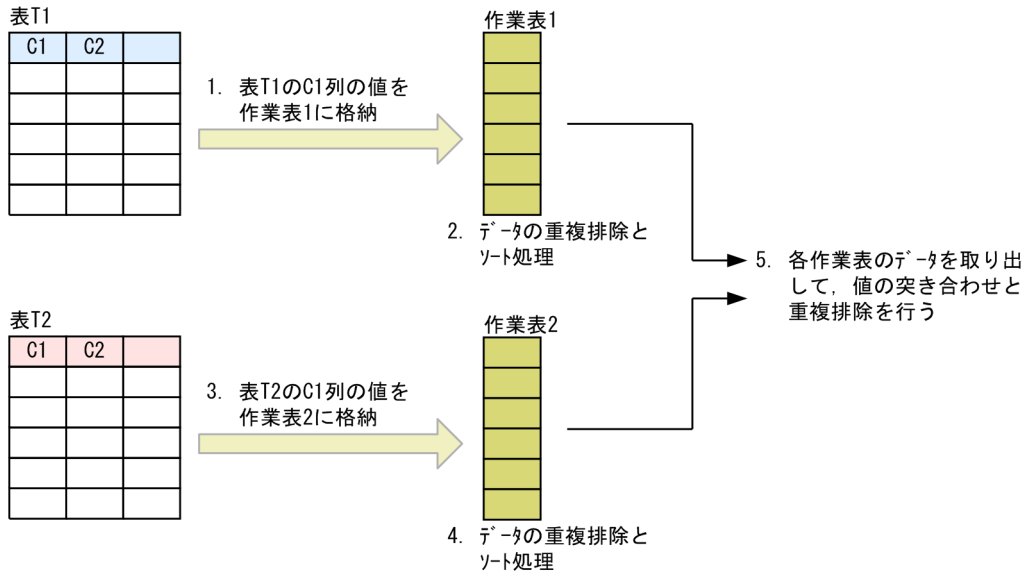 表T1
C1 C2
1. 表T1のC1列の値を
作業表1に格納
作業表1
2. ﾃﾞｰﾀの重複排除と
ｿｰﾄ処理
表T2
C1 C2
3. 表T2のC1列の値を
作業表2に格納
作業表2
4. ﾃﾞｰﾀの重複排除と
ｿｰﾄ処理
5. 各作業表のﾃﾞｰﾀを取り出
して，値の突き合わせと
重複排除を行う